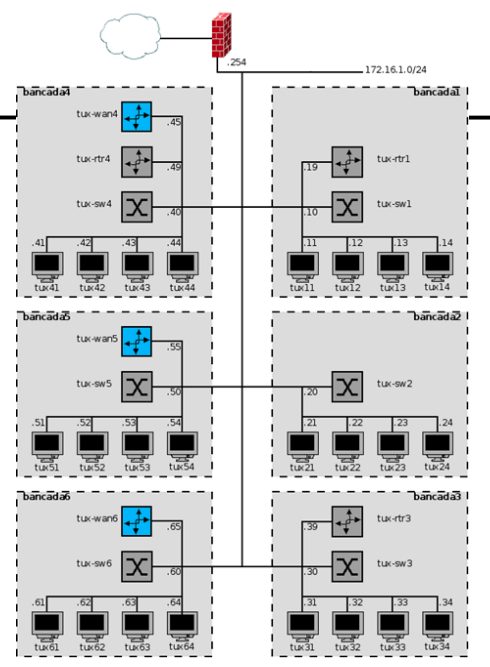 .254
172.16.1.0/24
bancada4
tux-wan4
.45
tux-rtr4
.49
tux-sw4
.40
.41 .42 .43 .44
tux41 tux42 tux43 tux44
bancada1
.19
tux-rtr1
.10
tux-sw1
.11 .12 .13 .14
tux11 tux12 tux13 tux14
bancada5
tux-wan5
.55
tux-sw5
.50
.51 .52 .53 .54
tux51 tux52 tux53 tux54
bancada2
.20
tux-sw2
.21 .22 .23 .24
tux21 tux22 tux23 tux24
bancada6
tux-wan6
.65
tux-sw6
.60
.61 .62 .63 .64
tux61 tux62 tux63 tux64
bancada3
.39
tux-rtr3
.30
tux-sw3
.31 .32 .33 .34
tux31 tux32 tux33 tux34